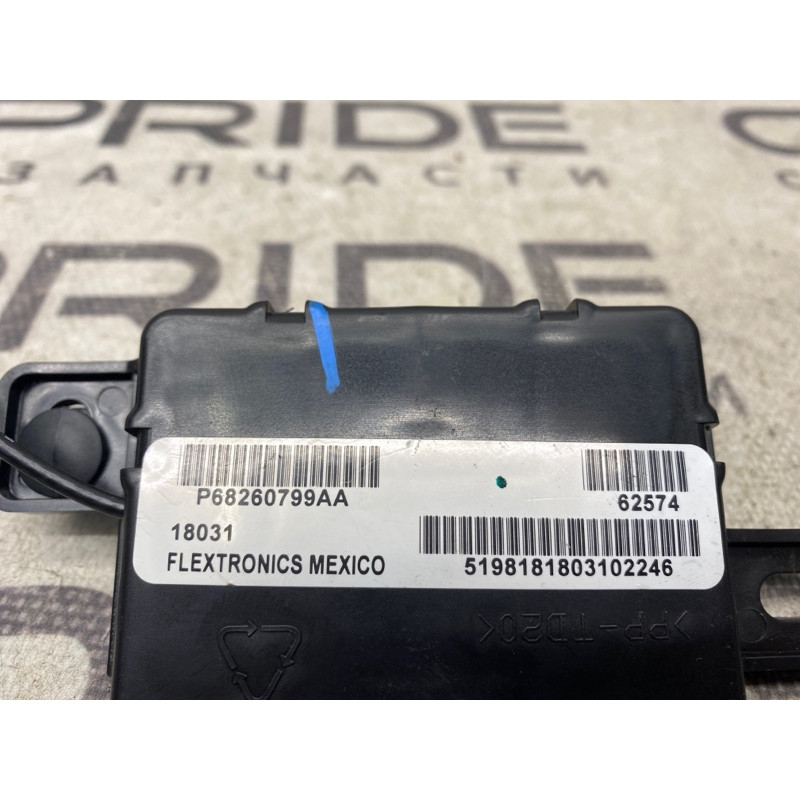 PRIDE
ЗАПЧАСТИ
PRIDE
P68260799AA
62574
18031
FLEXTRONICS MEXICO
5198181803102246
>PP-TD20<